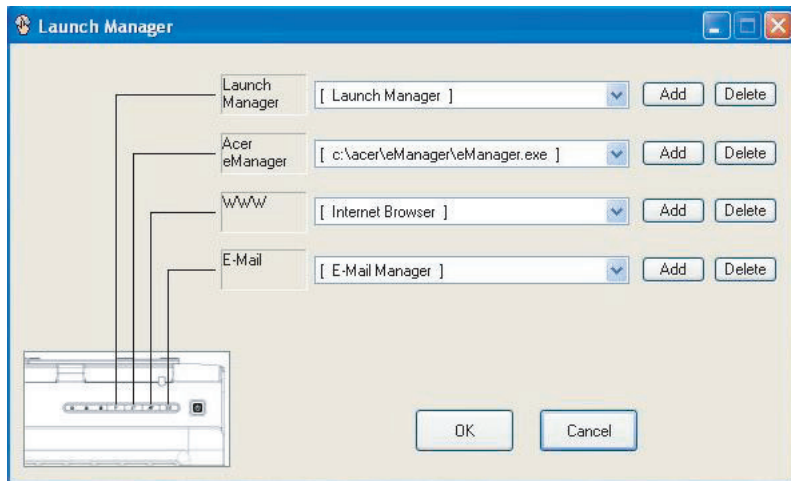 Launch Manager
Launch
Manager
[ Launch Manager ]
Add
Delete
Acer
eManager
[ c:\acer\eManager\eManager.exe ]
Add
Delete
WWW
[ Internet Browser ]
Add
Delete
E-Mail
[ E-Mail Manager ]
Add
Delete
OK
Cancel